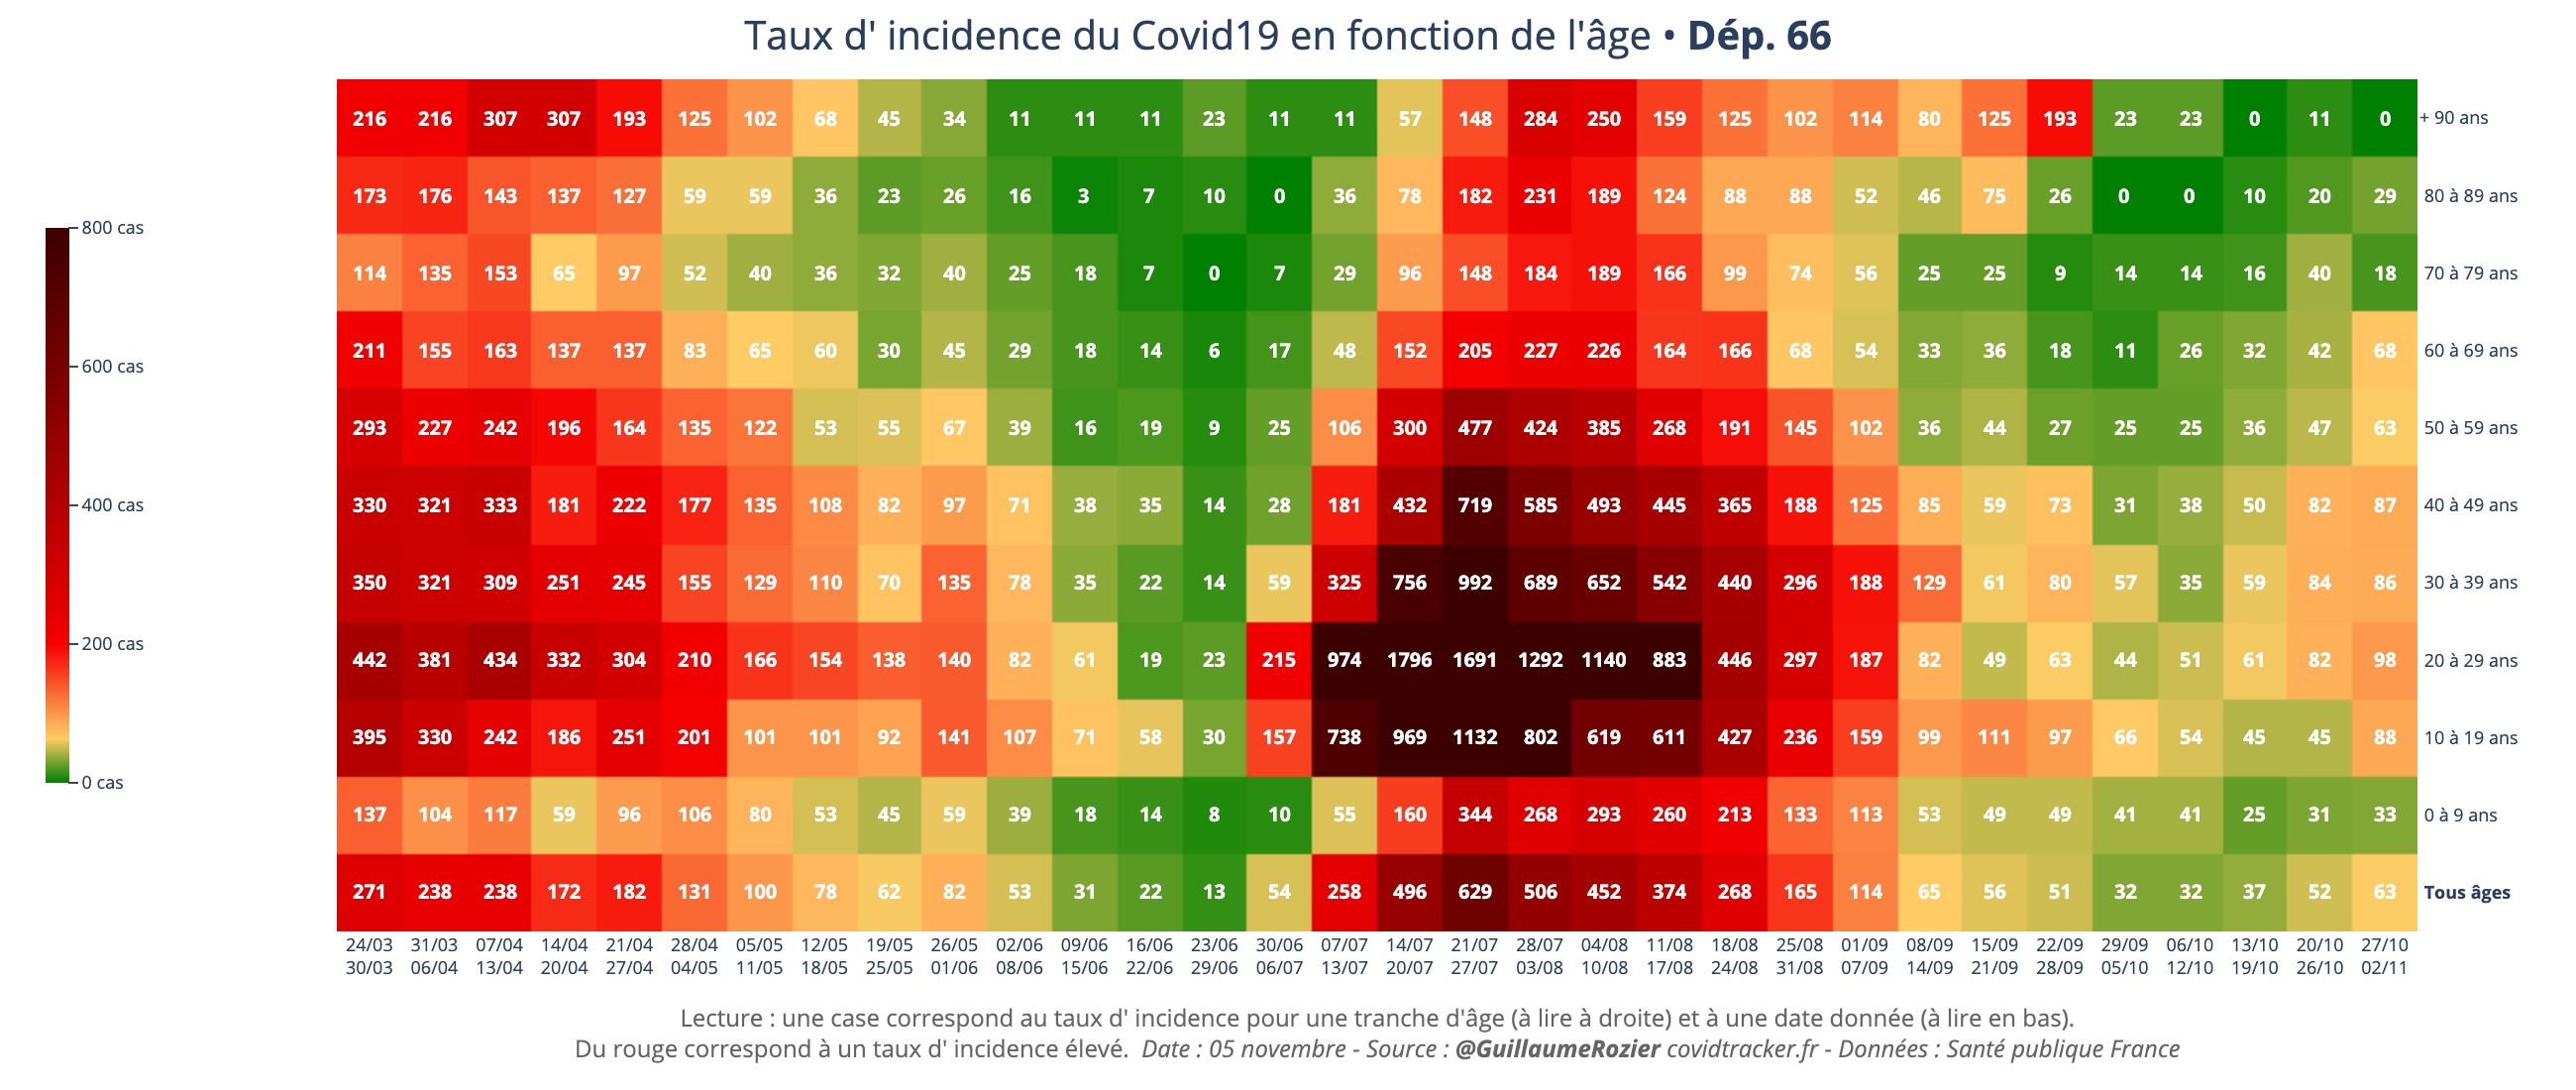 Taux d' incidence du Covid19 en fonction de l'âge • Dép. 66
800 cas
600 cas
400 cas
200 cas
0 cas
216 216 307 307 193 125 102 68 45 34 11 11 11 23 11 11 57 148 284 250 159 125 102 114 80 125 193 23 23 0 11 0 + 90 ans
173 176 143 137 127 59 59 36 23 26 16 3 7 10 0 36 78 182 231 189 124 88 88 52 46 75 26 0 0 10 20 29 80 à 89 ans
114 135 153 65 97 52 40 36 32 40 25 18 7 0 7 29 96 148 184 189 166 99 74 56 25 25 9 14 14 16 40 18 70 à 79 ans
211 155 163 137 137 83 65 60 30 45 29 18 14 6 17 48 152 205 227 226 164 166 68 54 33 36 18 11 26 32 42 68 60 à 69 ans
293 227 242 196 164 135 122 53 55 67 39 16 19 9 25 106 300 477 424 385 268 191 145 102 36 44 27 25 25 36 47 63 50 à 59 ans
330 321 333 181 222 177 135 108 82 97 71 38 35 14 28 181 432 719 585 493 445 365 188 125 85 59 73 31 38 50 82 87 40 à 49 ans
350 321 309 251 245 155 129 110 70 135 78 35 22 14 59 325 756 992 689 652 542 440 296 188 129 61 80 57 35 59 84 86 30 à 39 ans
442 381 434 332 304 210 166 154 138 140 82 61 19 23 215 974 1796 1691 1292 1140 883 446 297 187 82 49 63 44 51 61 82 98 20 à 29 ans
395 330 242 186 251 201 101 101 92 141 107 71 58 30 157 738 969 1132 802 619 611 427 236 159 99 111 97 66 54 45 45 88 10 à 19 ans
137 104 117 59 96 106 80 53 45 59 39 18 14 8 10 55 160 344 268 293 260 213 133 113 53 49 49 41 41 25 31 33 0 à 9 ans
271 238 238 172 182 131 100 78 62 82 53 31 22 13 54 258 496 629 506 452 374 268 165 114 65 56 51 32 32 37 52 63 Tous âges
24/03 31/03 07/04 14/04 21/04 28/04 05/05 12/05 19/05 26/05 02/06 09/06 16/06 23/06 30/06 07/07 14/07 21/07 28/07 04/08 11/08 18/08 25/08 01/09 08/09 15/09 22/09 29/09 06/10 13/10 20/10 27/10
30/03 06/04 13/04 20/04 27/04 04/05 11/05 18/05 25/05 01/06 08/06 15/06 22/06 29/06 06/07 13/07 20/07 27/07 03/08 10/08 17/08 24/08 31/08 07/09 14/09 21/09 28/09 05/10 12/10 19/10 26/10 02/11
Lecture : une case correspond au taux d' incidence pour une tranche d'âge (à lire à droite) et à une date donnée (à lire en bas).
Du rouge correspond à un taux d' incidence élevé. Date : 05 novembre - Source : @GuillaumeRozier covidtracker.fr - Données : Santé publique France